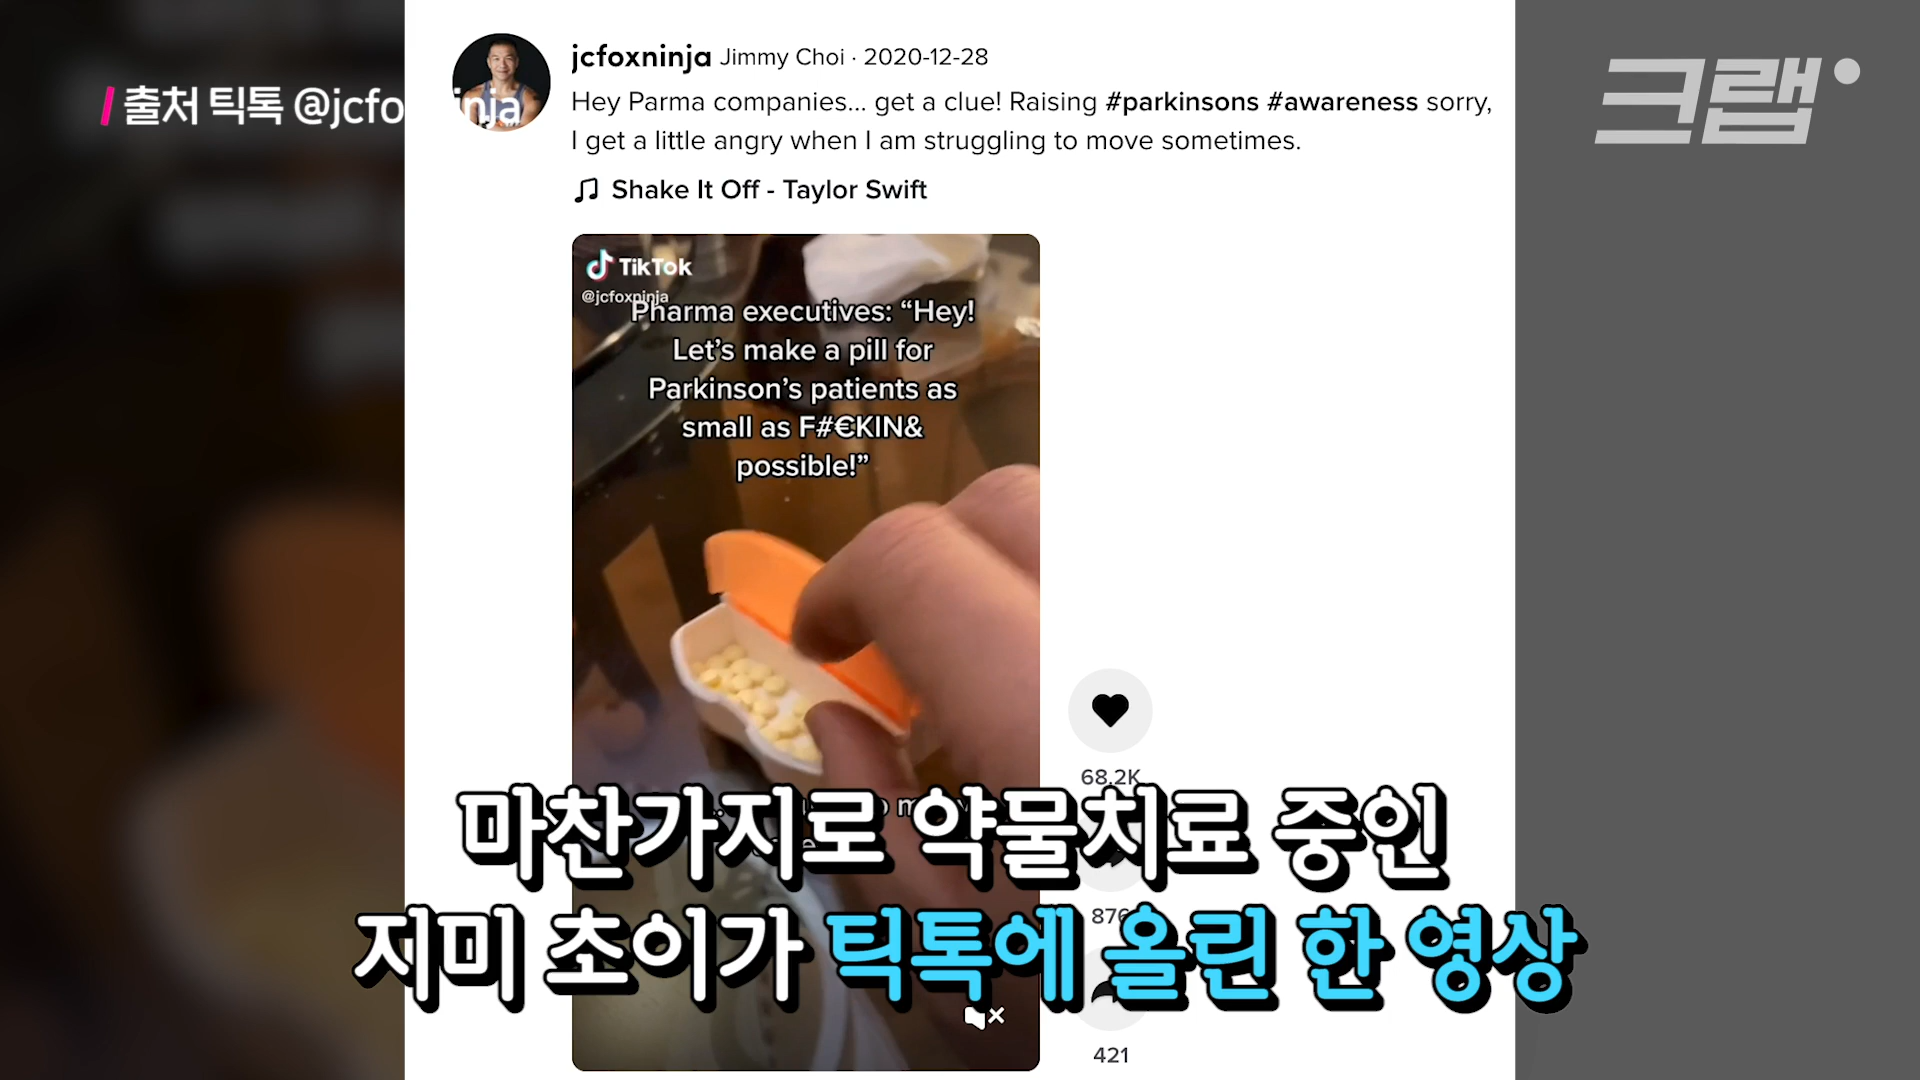 출처 틱톡 @jcfo
inja
크랩
jcfoxninja Jimmy Choi · 2020-12-28
Hey Parma companies... get a clue! Raising #parkinsons #awareness sorry,
I get a little angry when I am struggling to move sometimes.
Shake It Off - Taylor Swift
TikTok
@jcfoxninja
Pharma executives: “Hey!
Let’s make a pill for
Parkinson’s patients as
small as F#€KIN&
possible!”
68.2K
마찬가지로 약물치료 중인
876
저미 초이가 틱톡에 올린 한 영상
421